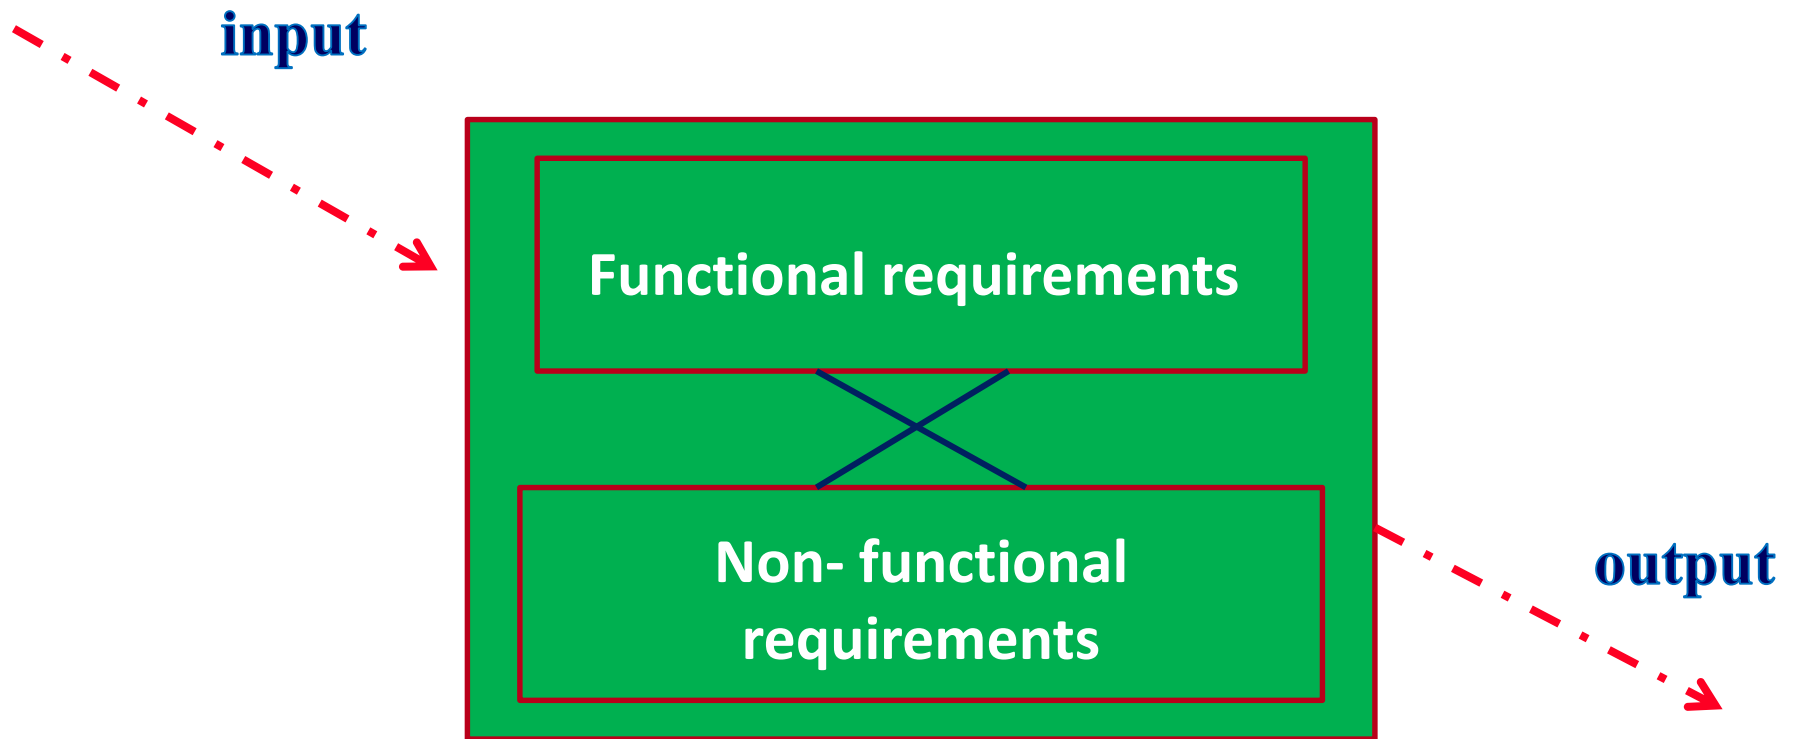 input
Functional requirements
Non- functional
requirements
output